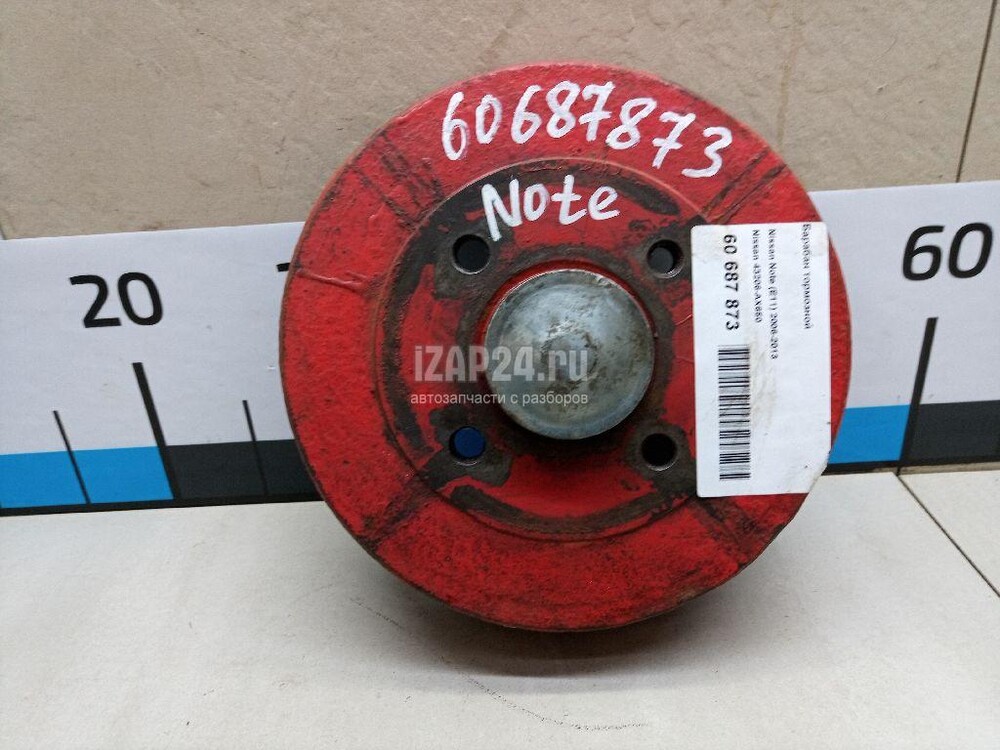 60687873
Note
20
60
Барабан тормозной
Nissan Note (E11) 2006-2013
Nissan 43206-AX650
60 687 873
iZAP24.ru
автозапчасти с разборов